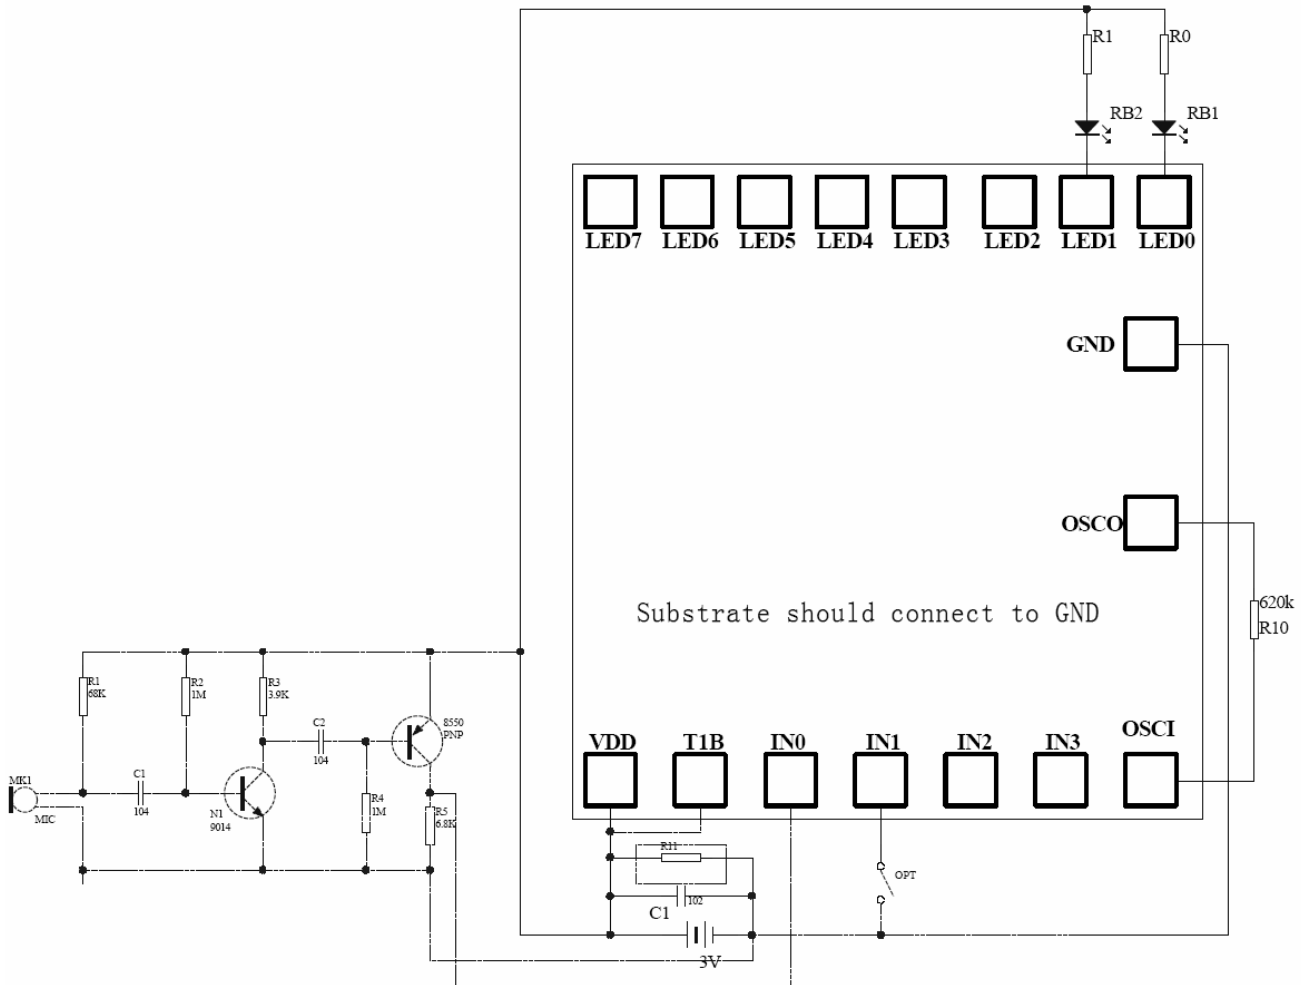 R1 R0
RB2 RB1
LED7 LED6 LED5 LED4 LED3 LED2 LED1 LED0
GND
OSCO
Substrate should connect to GND
620k
R10
R1
68K
R2
1M
R3
3.9K
C2
104
8550
PNP
VDD T1B IN0 IN1 IN2 IN3 OSCI
MK1
MIC
C1
104
N1
9014
R4
1M
R5
6.8K
R11
102
C1
OPT
3V